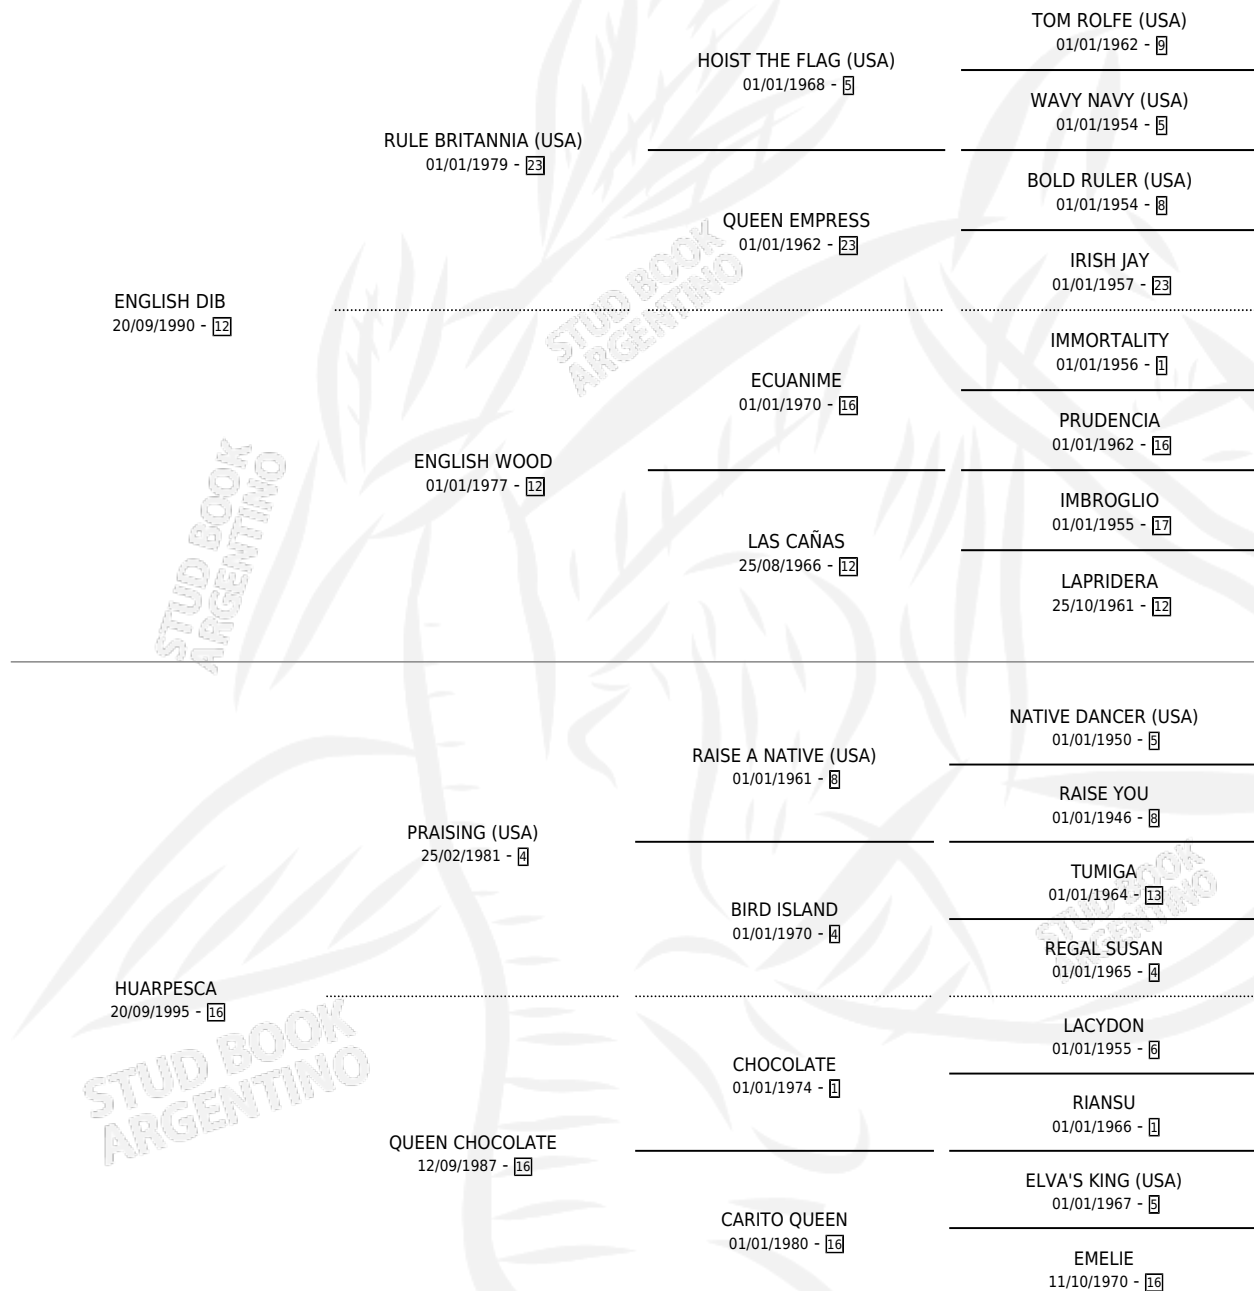 TOM ROLFE (USA)
01/01/1962 - 9
HOIST THE FLAG (USA)
01/01/1968 - 5
WAVY NAVY (USA)
01/01/1954 - 5
RULE BRITANNIA (USA)
01/01/1979 - 23
BOLD RULER (USA)
01/01/1954 - 8
QUEEN EMPRESS
01/01/1962 - 23
IRISH JAY
01/01/1957 - 23
ENGLISH DIB
20/09/1990 - 12
IMMORTALITY
01/01/1956 - 1
ECUANIME
01/01/1970 - 16
PRUDENCIA
01/01/1962 - 16
ENGLISH WOOD
01/01/1977 - 12
IMBROGLIO
01/01/1955 - 17
LAS CAÑAS
25/08/1966 - 12
LAPRIDERA
25/10/1961 - 12
NATIVE DANCER (USA)
01/01/1950 - 5
RAISE A NATIVE (USA)
01/01/1961 - 8
RAISE YOU
01/01/1946 - 8
PRAISING (USA)
25/02/1981 - 4
TUMIGA
01/01/1964 - 13
BIRD ISLAND
01/01/1970 - 4
REGAL SUSAN
01/01/1965 - 4
HUARPESCA
20/09/1995 - 16
LACYDON
01/01/1955 - 6
CHOCOLATE
01/01/1974 - 1
RIANSU
01/01/1966 - 1
QUEEN CHOCOLATE
12/09/1987 - 16
ELVA'S KING (USA)
01/01/1967 - 5
CARITO QUEEN
01/01/1980 - 16
EMELIE
11/10/1970 - 16
STUD BOOK
ARGENTINO
STUD BOOK
ARGENTINO
STUD BOOK
ARGENTINO
STUD BOOK
ARGENTINO